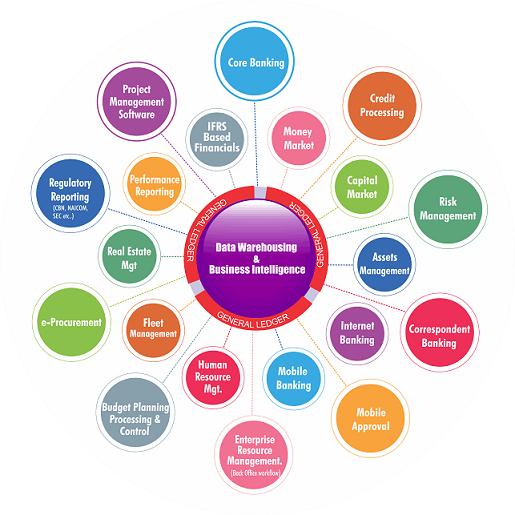 Core Banking
Project
Management
Software
Credit
Processing
IFRS
Based
Financials
Money
Market
Regulatory
Reporting
(CBN, NAICOM,
SEC etc..)
Performance
Reporting
Capital
Market
Risk
Management
GENERAL LEDGER
GENERAL LEDGER
Data Warehousing
&
Business Intelligence
Real Estate
Mgt
Assets
Management
GENERAL LEDGER
e-Procurement
Fleet
Management
Internet
Banking
Correspondent
Banking
Human
Resource
Mgt.
Mobile
Banking
Budget Planning
Processing &
Control
Mobile
Approval
Enterprise
Resource
Management.
(Back Office workflow)